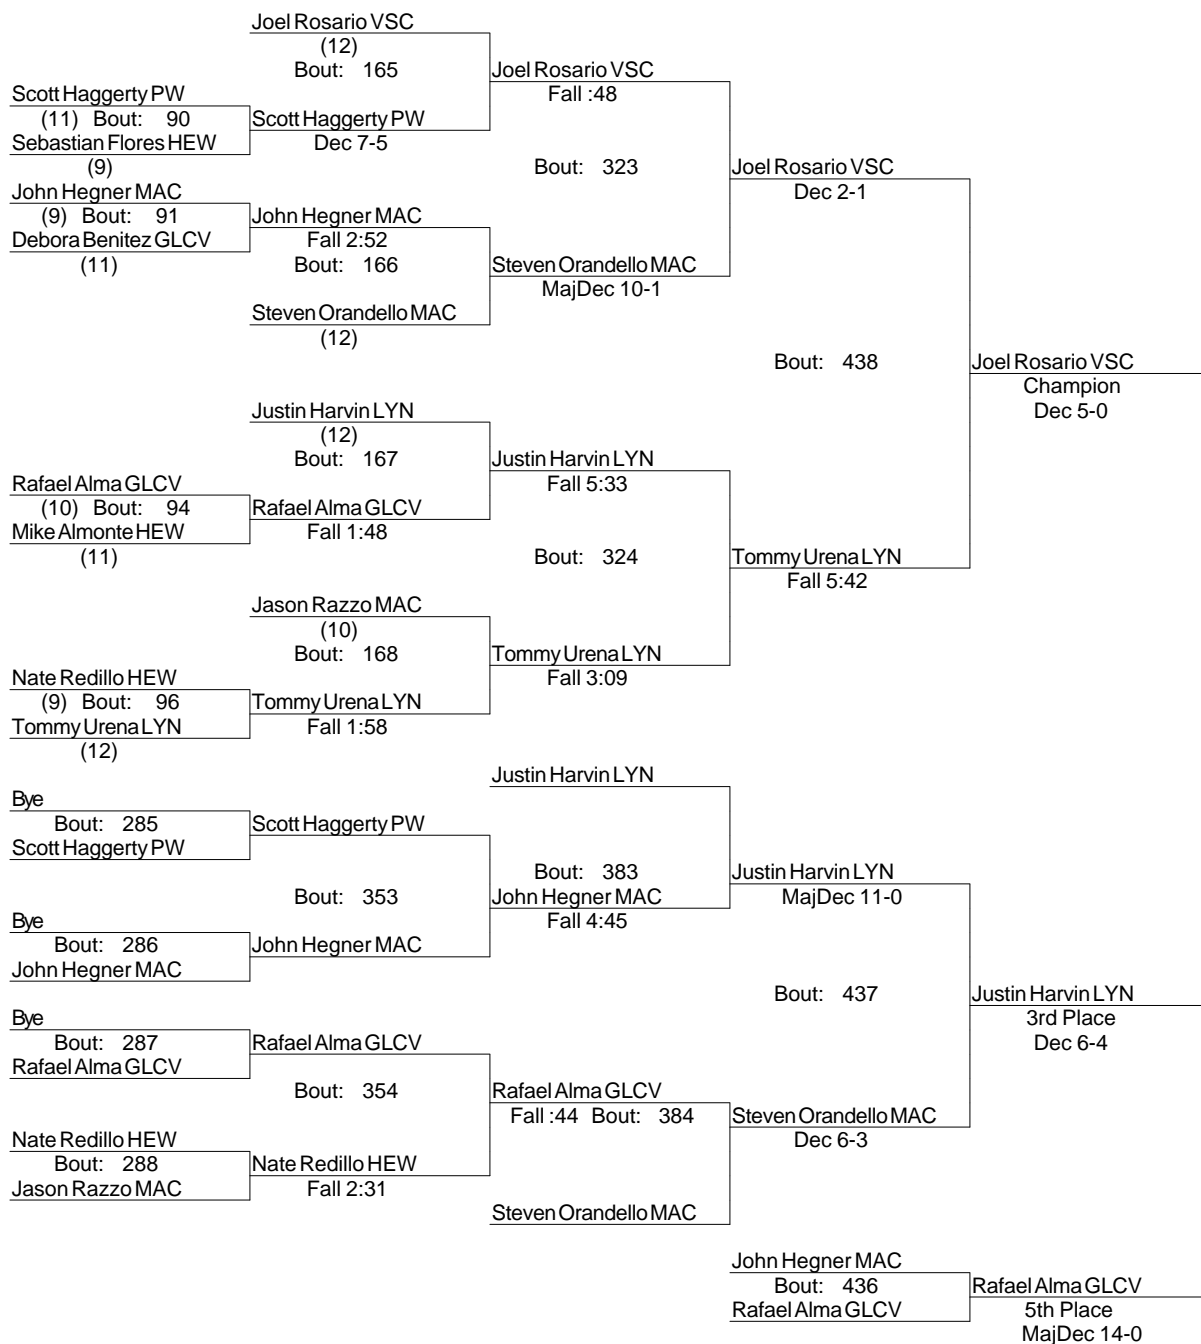 Joel Rosario VSC
(12)
Bout: 165
Joel Rosario VSC
Fall :48
Scott Haggerty PW
(11) Bout: 90
Scott Haggerty PW
Dec 7-5
Sebastian Flores HEW
(9)
Bout: 323
Joel Rosario VSC
Dec 2-1
John Hegner MAC
(9) Bout: 91
John Hegner MAC
Fall 2:52
Debora Benitez GLCV
(11)
Bout: 166
Steven Orandello MAC
MajDec 10-1
Steven Orandello MAC
(12)
Bout: 438
Joel Rosario VSC
Champion
Dec 5-0
Justin Harvin LYN
(12)
Bout: 167
Justin Harvin LYN
Fall 5:33
Rafael Alma GLCV
(10) Bout: 94
Rafael Alma GLCV
Fall 1:48
Mike Almonte HEW
(11)
Bout: 324
Tommy Urena LYN
Fall 5:42
Jason Razzo MAC
(10)
Bout: 168
Tommy Urena LYN
Fall 3:09
Nate Redillo HEW
(9) Bout: 96
Tommy Urena LYN
Fall 1:58
Tommy Urena LYN
(12)
Justin Harvin LYN
Bye
Bout: 285
Scott Haggerty PW
Scott Haggerty PW
Bout: 383
Justin Harvin LYN
MajDec 11-0
Bout: 353
John Hegner MAC
Fall 4:45
Bye
Bout: 286
John Hegner MAC
John Hegner MAC
Bout: 437
Justin Harvin LYN
3rd Place
Dec 6-4
Bye
Bout: 287
Rafael Alma GLCV
Rafael Alma GLCV
Bout: 354
Rafael Alma GLCV
Fall :44 Bout: 384
Steven Orandello MAC
Dec 6-3
Nate Redillo HEW
Bout: 288
Nate Redillo HEW
Fall 2:31
Jason Razzo MAC
Steven Orandello MAC
John Hegner MAC
Bout: 436
Rafael Alma GLCV
Rafael Alma GLCV
5th Place
MajDec 14-0